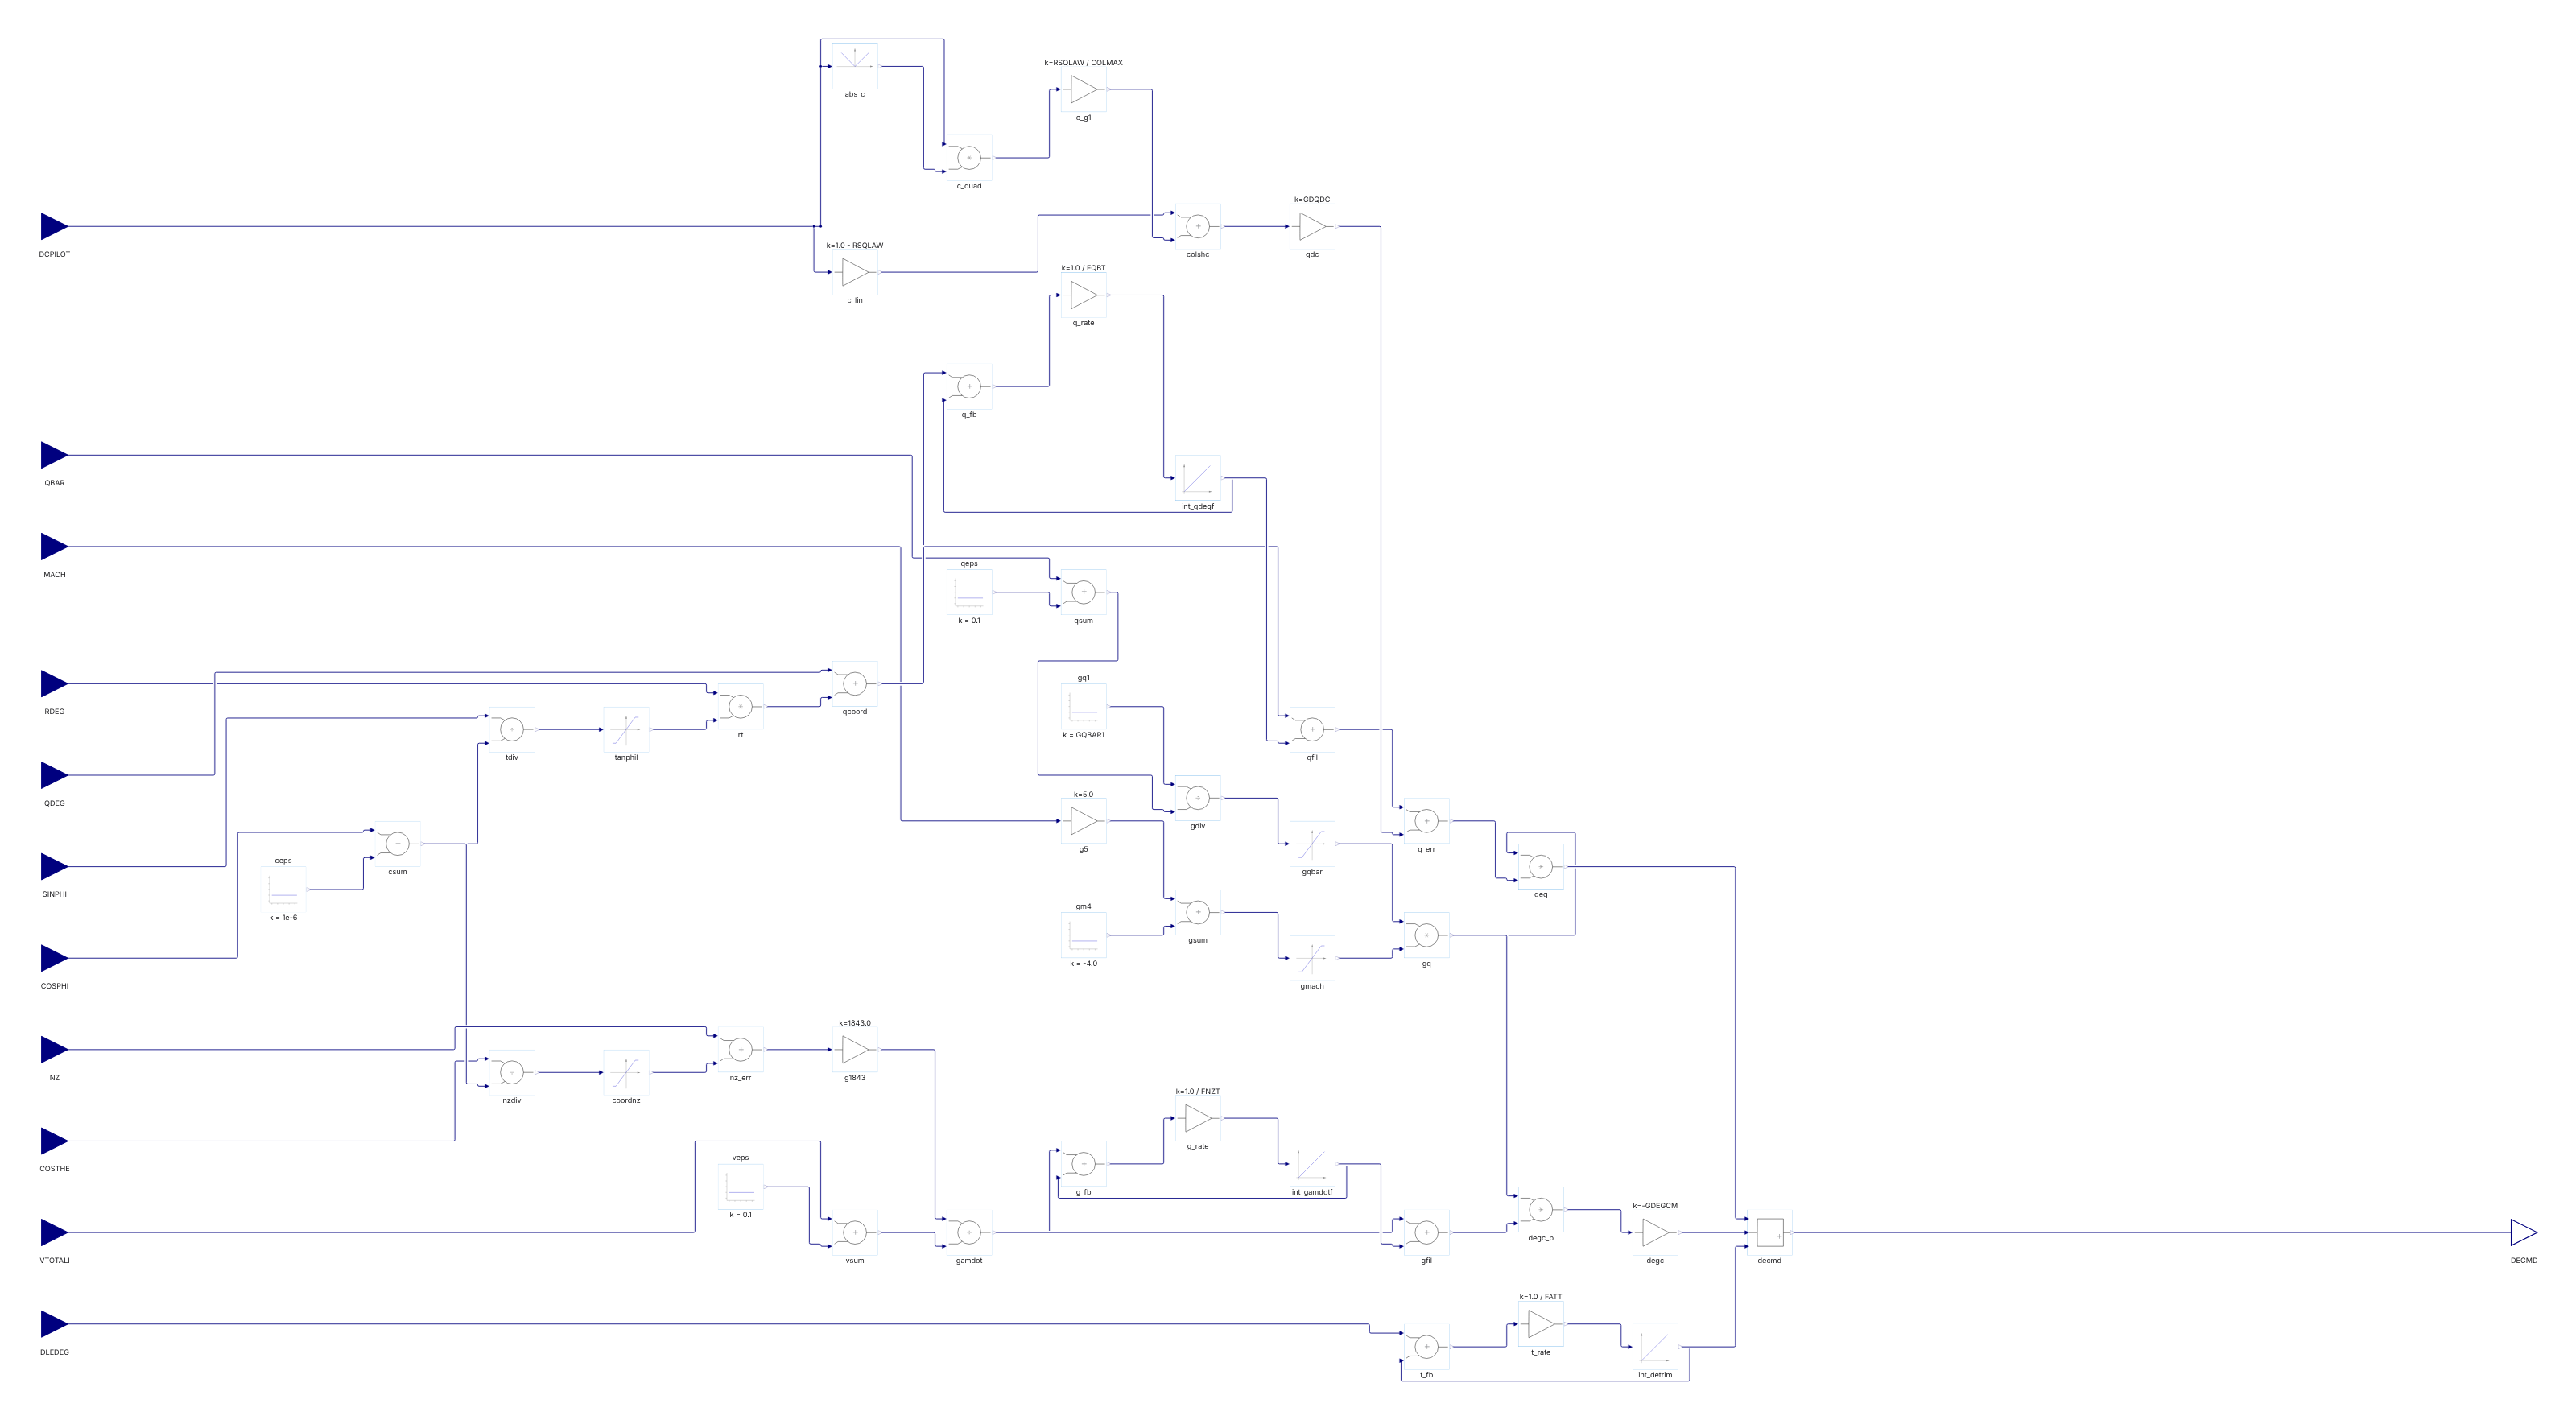 k=RSQLAW / COLMAX
abs_c
c_g1
c_quad
k=GDQDC
DCPILOT
k=1.0 - RSQLAW
colshc
gdc
k=1.0 / FQBT
c_lin
q_rate
q_fb
QBAR
int_qdegf
MACH
qeps
k = 0.1
qsum
gq1
RDEG
qcoord
rt
k = GQBAR1
tdiv
tanphil
qfil
k=5.0
QDEG
gdiv
g5
q_err
ceps
csum
gqbar
SINPHI
deq
k = 1e-6
gm4
gsum
k = -4.0
gq
COSPHI
gmach
k=1843.0
NZ
nz_err
g1843
k=1.0 / FNZT
nzdiv
coordnz
g_rate
veps
COSTHE
g_fb
int_gamdotf
k=-GDEGCM
k = 0.1
degc_p
VTOTALI
vsum
gamdot
gfil
degc
decmd
DECMD
k=1.0 / FATT
DLEDEG
t_rate
t_fb
int_detrim